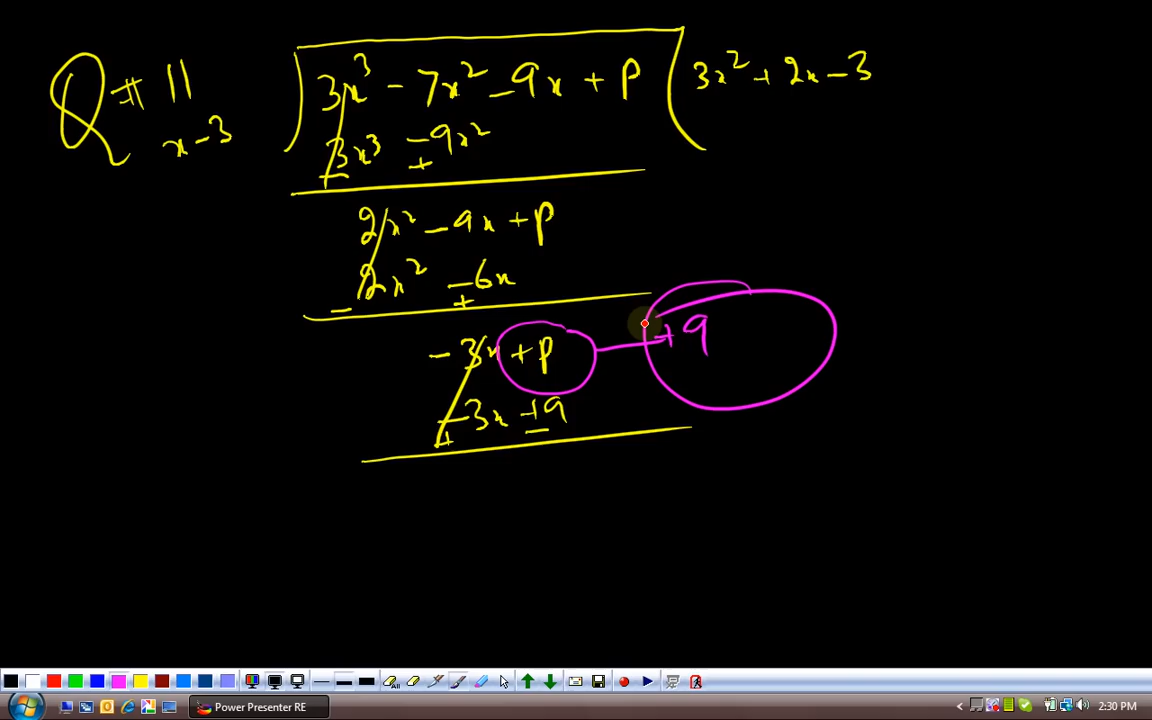 Q # 11
x-3 3x³ - 7x² - 9x + p ( 3x² + 2x - 3
3x³ - 9x²
- +
2x² - 9x + p
2x² - 6x
- +
- 3x + p + 9
- 3x + 9
+ -
Power Presenter RE
2:30 PM